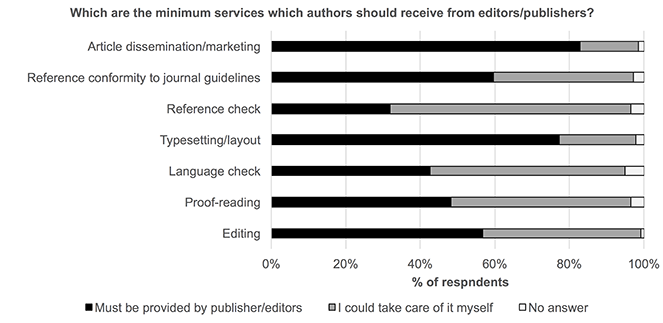 Which are the minimum services which authors should receive from editors/publishers?
Article dissemination/marketing
Reference conformity to journal guidelines
Reference check
Typesetting/layout
Language check
Proof-reading
Editing
0% 20% 40% 60% 80% 100%
% of respndents
Must be provided by publisher/editors I could take care of it myself No answer